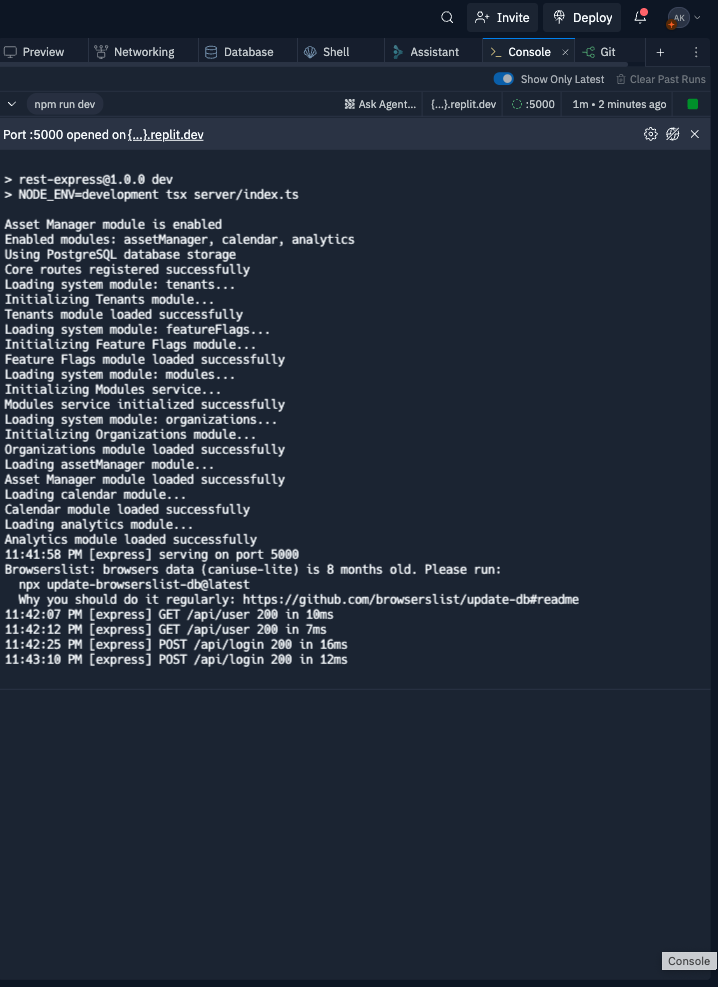 Invite
Deploy
AK
Preview
Networking
Database
Shell
Assistant
Console
Git
Show Only Latest
Clear Past Runs
npm run dev
Ask Agent...
{...}.replit.dev
:5000
1m • 2 minutes ago
Port :5000 opened on {...}.replit.dev
> rest-express@1.0.0 dev
> NODE_ENV=development tsx server/index.ts
Asset Manager module is enabled
Enabled modules: assetManager, calendar, analytics
Using PostgreSQL database storage
Core routes registered successfully
Loading system module: tenants...
Initializing Tenants module...
Tenants module loaded successfully
Loading system module: featureFlags...
Initializing Feature Flags module...
Feature Flags module loaded successfully
Loading system module: modules...
Initializing Modules service...
Modules service initialized successfully
Loading system module: organizations...
Initializing Organizations module...
Organizations module loaded successfully
Loading assetManager module...
Asset Manager module loaded successfully
Loading calendar module...
Calendar module loaded successfully
Loading analytics module...
Analytics module loaded successfully
11:41:58 PM [express] serving on port 5000
Browserslist: browsers data (caniuse-lite) is 8 months old. Please run:
npx update-browserslist-db@latest
Why you should do it regularly: https://github.com/browserslist/update-db#readme
11:42:07 PM [express] GET /api/user 200 in 10ms
11:42:12 PM [express] GET /api/user 200 in 7ms
11:42:25 PM [express] POST /api/login 200 in 16ms
11:43:10 PM [express] POST /api/login 200 in 12ms
Console